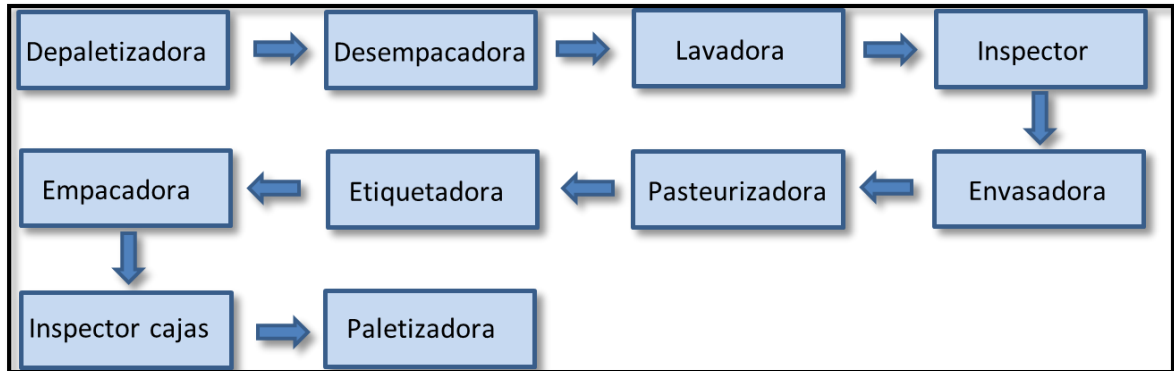 Depaletizadora
Desempacadora
Lavadora
Inspector
Envasadora
Pasteurizadora
Etiquetadora
Empacadora
Inspector cajas
Paletizadora